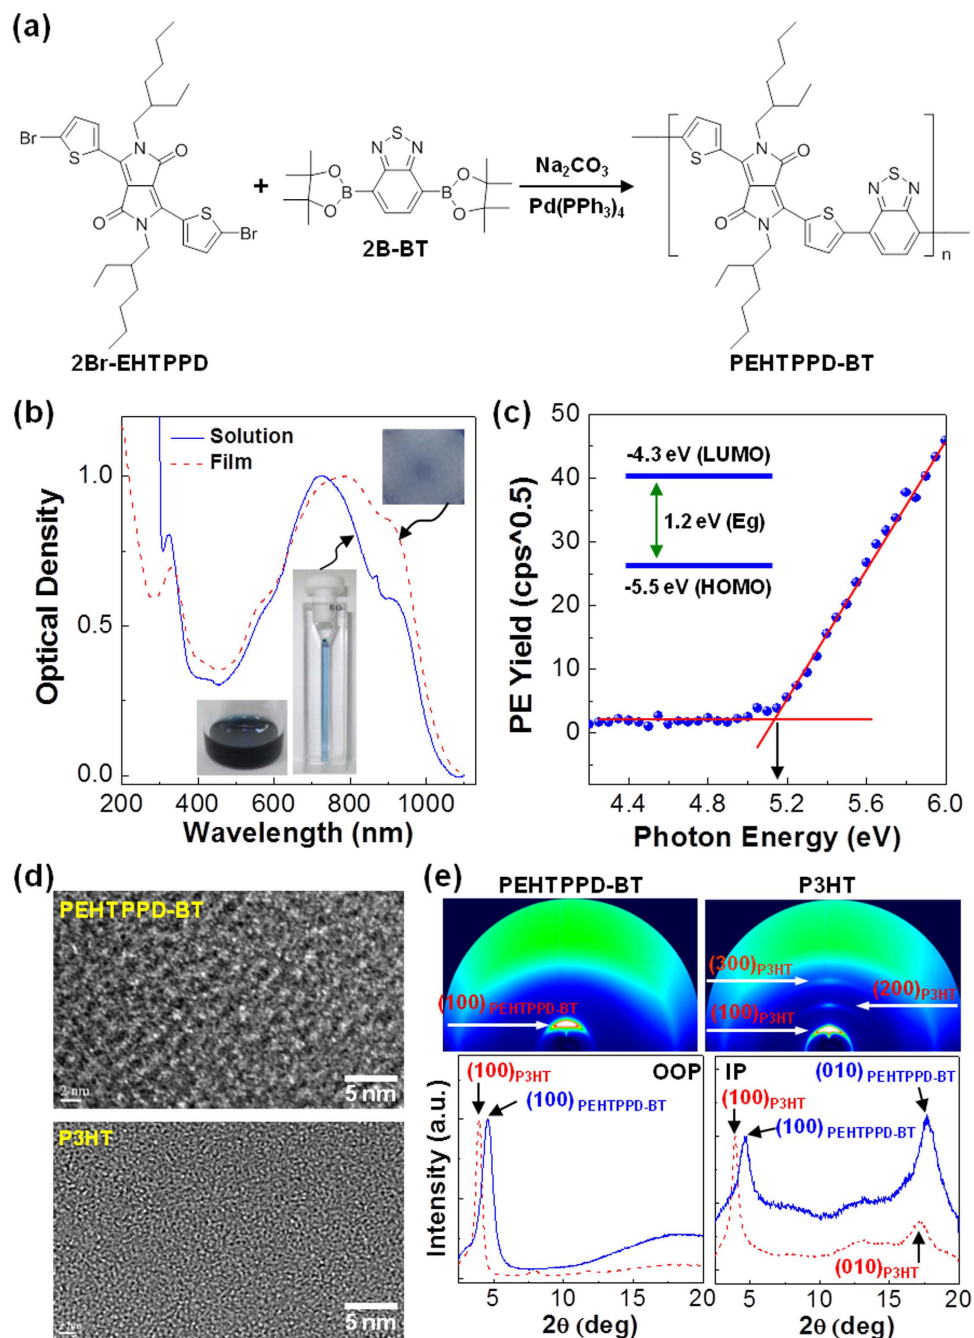 (a)
Br
S
N
O
O
N
S
Br
2Br-EHTPPD
+
S
N N
O
B
O
O
B
O
2B-BT
Na₂CO₃
Pd(PPh₃)₄
S
N
O
O
N
S
S
N N
n
PEHTPPD-BT
(b)
Solution
Film
Optical Density
1.0
0.5
0.0
200 400 600 800 1000
Wavelength (nm)
(c)
PE Yield (cps^0.5)
50
40
30
20
10
0
-4.3 eV (LUMO)
1.2 eV (Eg)
-5.5 eV (HOMO)
4.4 4.8 5.2 5.6 6.0
Photon Energy (eV)
(d)
PEHTPPD-BT
2 nm
5 nm
P3HT
5 nm
(e)
PEHTPPD-BT
P3HT
(100) PEHTPPD-BT
(300)P3HT
(200)P3HT
(100)P3HT
Intensity (a.u.)
OOP
(100)P3HT
(100) PEHTPPD-BT
5 10 15 20
2θ (deg)
IP
(010) PEHTPPD-BT
(100)P3HT
(100) PEHTPPD-BT
(010)P3HT
5 10 15 20
2θ (deg)